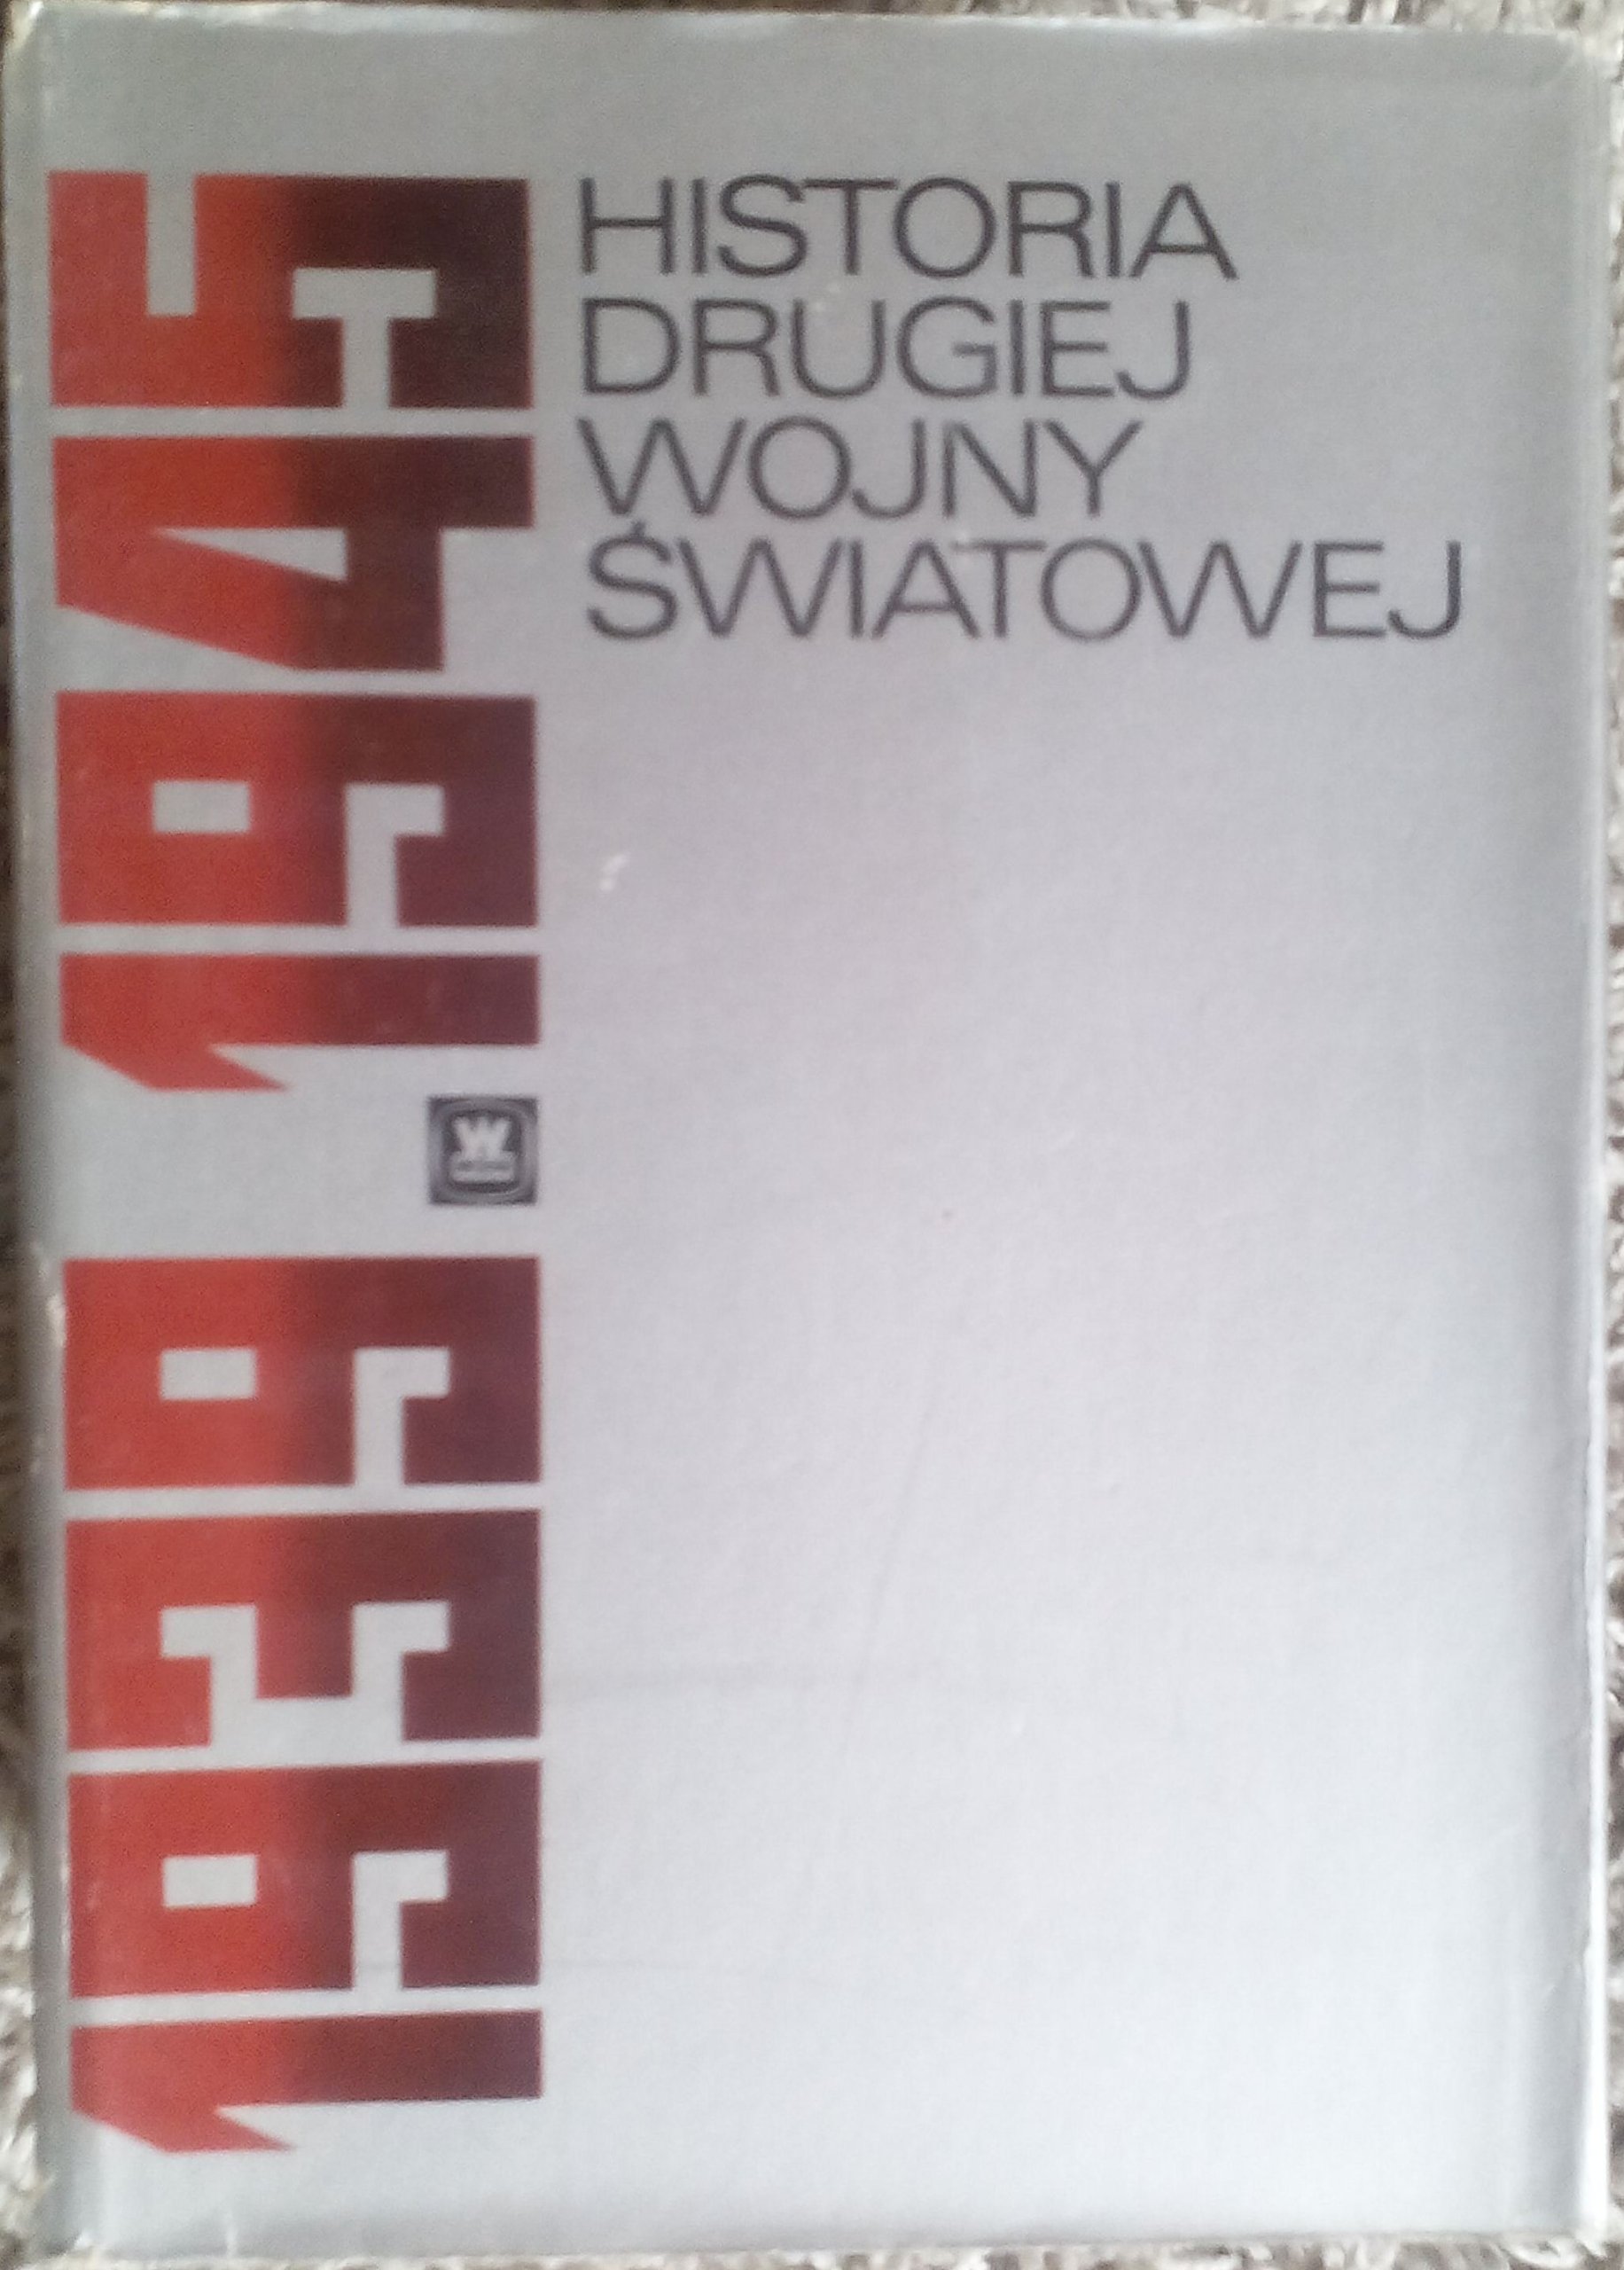 HISTORIA
DRUGIEJ
WOJNY
ŚWIATOWEJ
1939
W
1945